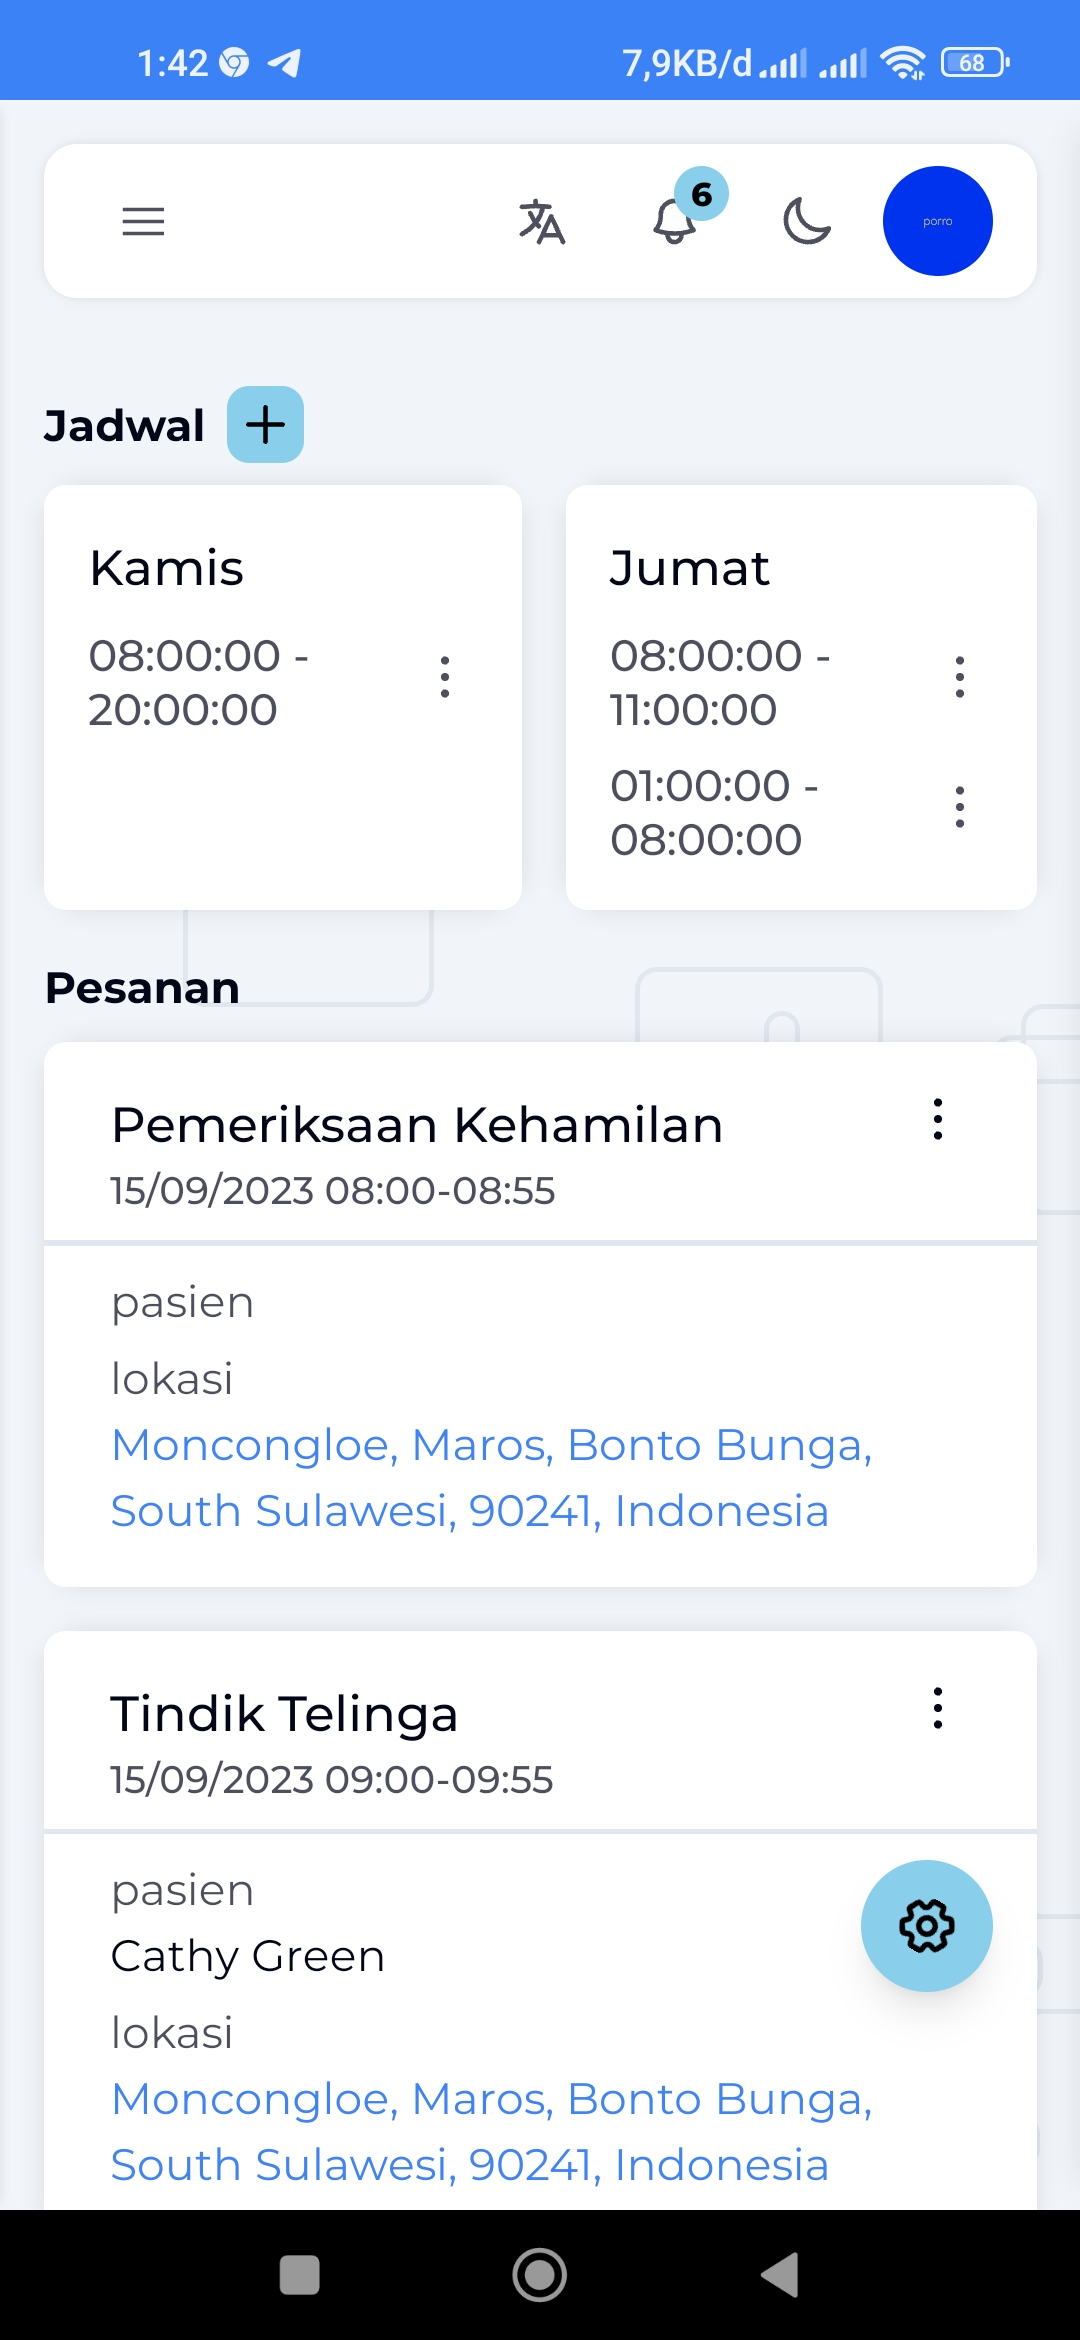 1:42 7,9KB/d 68
6
porro
Jadwal
Kamis
08:00:00 -
20:00:00
Jumat
08:00:00 -
11:00:00
01:00:00 -
08:00:00
Pesanan
Pemeriksaan Kehamilan
15/09/2023 08:00-08:55
pasien
lokasi
Moncongloe, Maros, Bonto Bunga,
South Sulawesi, 90241, Indonesia
Tindik Telinga
15/09/2023 09:00-09:55
pasien
Cathy Green
lokasi
Moncongloe, Maros, Bonto Bunga,
South Sulawesi, 90241, Indonesia